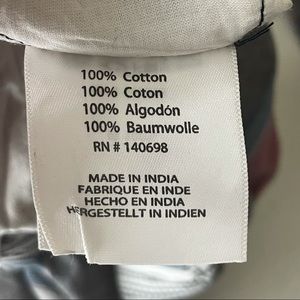 100% Cotton
100% Coton
100% Algodón
100% Baumwolle
RN # 140698
MADE IN INDIA
FABRIQUE EN INDE
HECHO EN INDIA
HERGESTELLT IN INDIEN